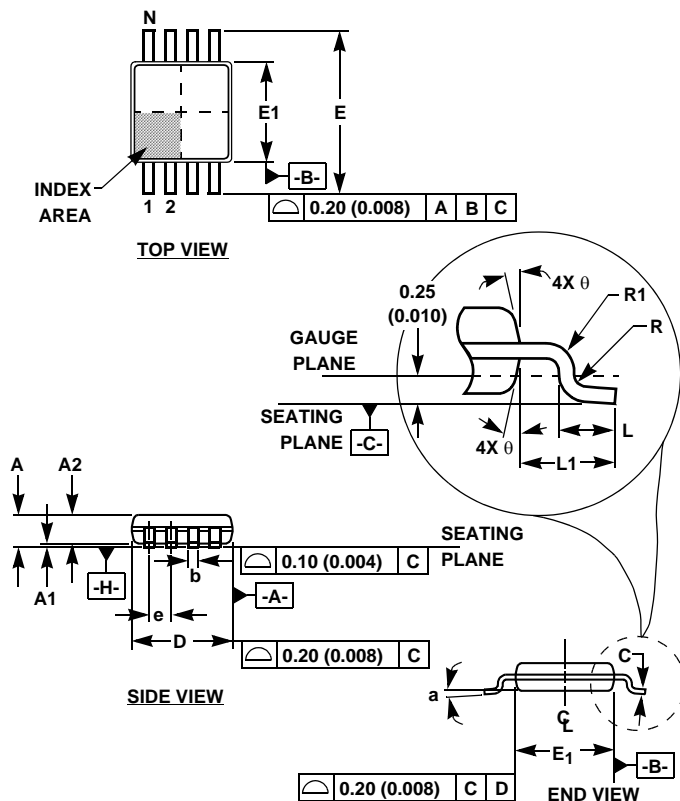 N
E1
E
-B-
INDEX
AREA
1 2
0.20 (0.008) A B C
TOP VIEW
0.25
(0.010)
4X θ
R1
R
GAUGE
PLANE
SEATING
PLANE
-C-
4X θ
L
L1
A
A2
SEATING
PLANE
A1
-H-
b
0.10 (0.004) C
e
-A-
D
0.20 (0.008) C
SIDE VIEW
C
a
CL
E1
-B-
0.20 (0.008) C D
END VIEW